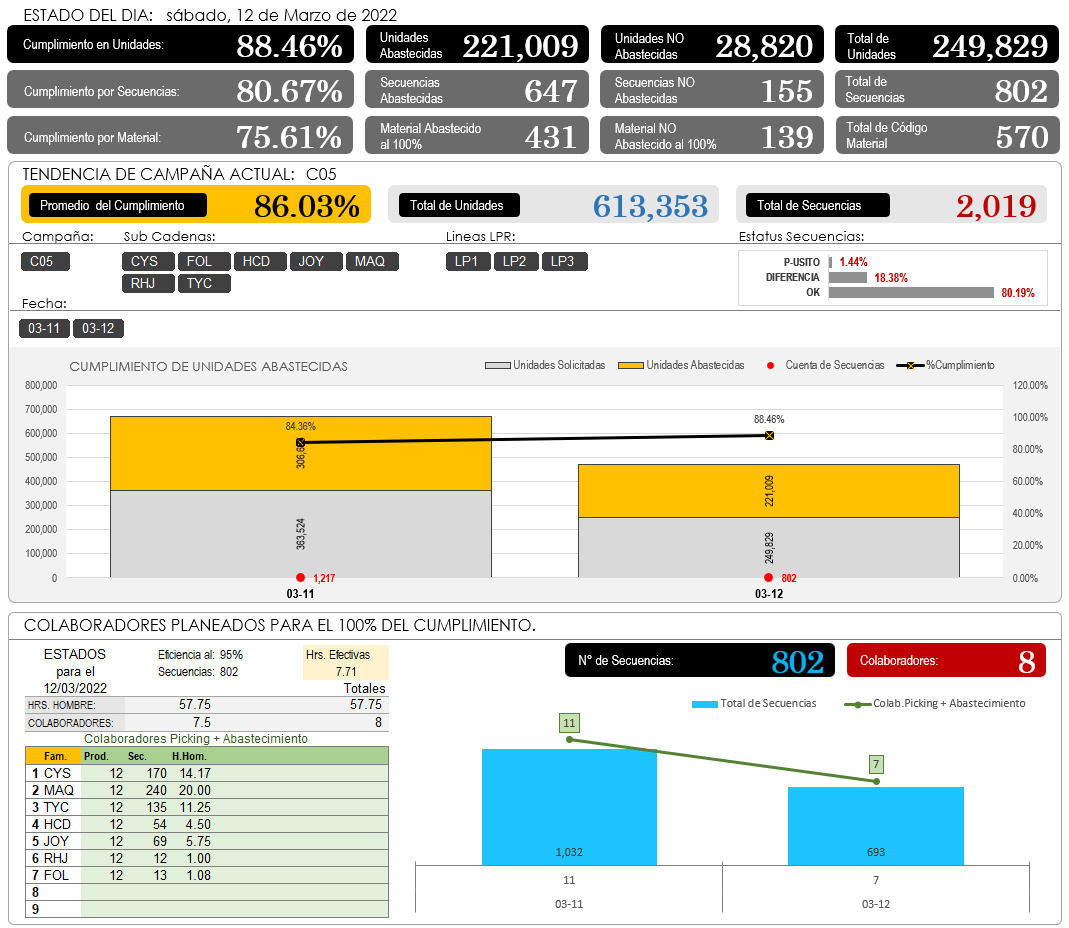 ESTADO DEL DIA: sábado, 12 de Marzo de 2022
Cumplimiento en Unidades: 88.46%
Unidades Abastecidas 221,009
Unidades NO Abastecidas 28,820
Total de Unidades 249,829
Cumplimiento por Secuencias: 80.67%
Secuencias Abastecidas 647
Secuencias NO Abastecidas 155
Total de Secuencias 802
Cumplimiento por Material: 75.61%
Material Abastecido al 100% 431
Material NO Abastecido al 100% 139
Total de Código Material 570
TENDENCIA DE CAMPAÑA ACTUAL: C05
Promedio del Cumplimiento 86.03%
Total de Unidades 613,353
Total de Secuencias 2,019
Campaña: Sub Cadenas: Lineas LPR: Estatus Secuencias:
C05 CYS FOL HCD JOY MAQ LP1 LP2 LP3
RHJ TYC
P-USITO 1.44%
DIFERENCIA 18.38%
OK 80.19%
Fecha:
03-11 03-12
CUMPLIMIENTO DE UNIDADES ABASTECIDAS
Unidades Solicitadas Unidades Abastecidas Cuenta de Secuencias %Cumplimiento
800,000 120.00%
700,000
100.00%
600,000
80.00%
500,000
400,000 60.00%
300,000
40.00%
200,000
20.00%
100,000
0 0.00%
84.36% 88.46%
221,009
363,524 249,829
1,217 802
03-11 03-12
COLABORADORES PLANEADOS PARA EL 100% DEL CUMPLIMIENTO.
ESTADOS Eficiencia al: 95% Hrs. Efectivas
para el Secuencias: 802 7.71
12/03/2022 Totales
HRS. HOMBRE: 57.75 57.75
COLABORADORES: 7.5 8
Colaboradores Picking + Abastecimiento
Fam. Prod. Sec. H.Hom.
1 CYS 12 170 14.17
2 MAQ 12 240 20.00
3 TYC 12 135 11.25
4 HCD 12 54 4.50
5 JOY 12 69 5.75
6 RHJ 12 12 1.00
7 FOL 12 13 1.08
8
9
N° de Secuencias: 802
Colaboradores: 8
Total de Secuencias Colab.Picking + Abastecimiento
11 7
1,032 693
11 7
03-11 03-12